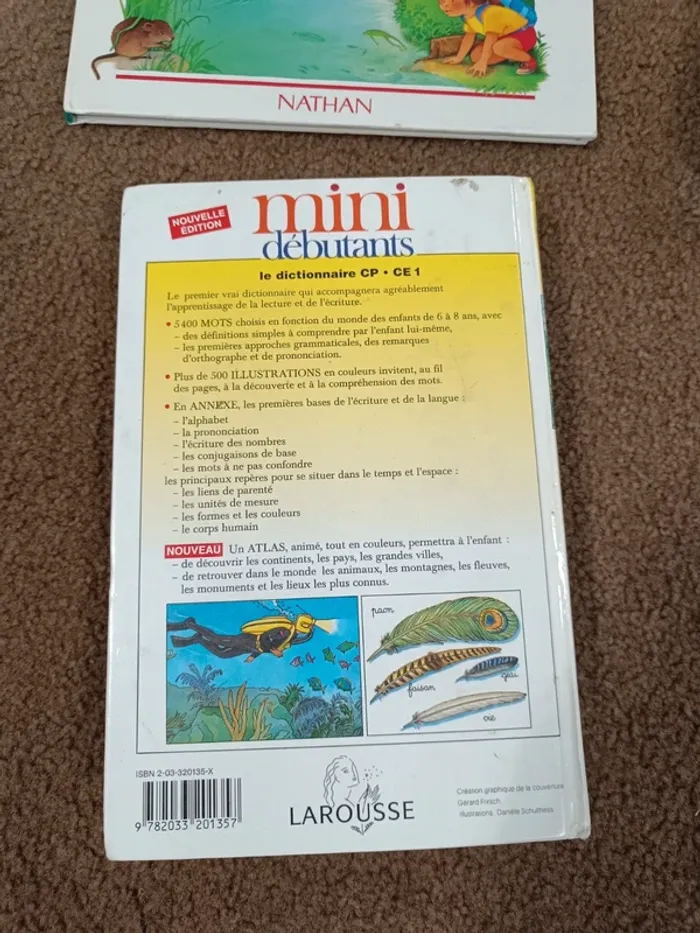 NATHAN
NOUVELLE
ÉDITION
mini
débutants
le dictionnaire CP • CE 1
Le premier vrai dictionnaire qui accompagnera agréablement
l'apprentissage de la lecture et de l'écriture.
• 5400 MOTS choisis en fonction du monde des enfants de 6 à 8 ans, avec
– des définitions simples à comprendre par l'enfant lui-même,
– les premières approches grammaticales, des remarques
d'orthographe et de prononciation.
• Plus de 500 ILLUSTRATIONS en couleurs invitent, au fil
des pages, à la découverte et à la compréhension des mots.
• En ANNEXE, les premières bases de l'écriture et de la langue :
– l'alphabet
– la prononciation
– l'écriture des nombres
– les conjugaisons de base
– les mots à ne pas confondre
les principaux repères pour se situer dans le temps et l'espace :
– les liens de parenté
– les unités de mesure
– les formes et les couleurs
– le corps humain
NOUVEAU Un ATLAS, animé, tout en couleurs, permettra à l'enfant :
– de découvrir les continents, les pays, les grandes villes,
– de retrouver dans le monde les animaux, les montagnes, les fleuves,
les monuments et les lieux les plus connus.
paon
geai
faisan
oie
ISBN 2-03-320135-X
9 782033 201357
LAROUSSE
Création graphique de la couverture
Gérard Fritsch.
Illustrations, Danièle Schulthess.